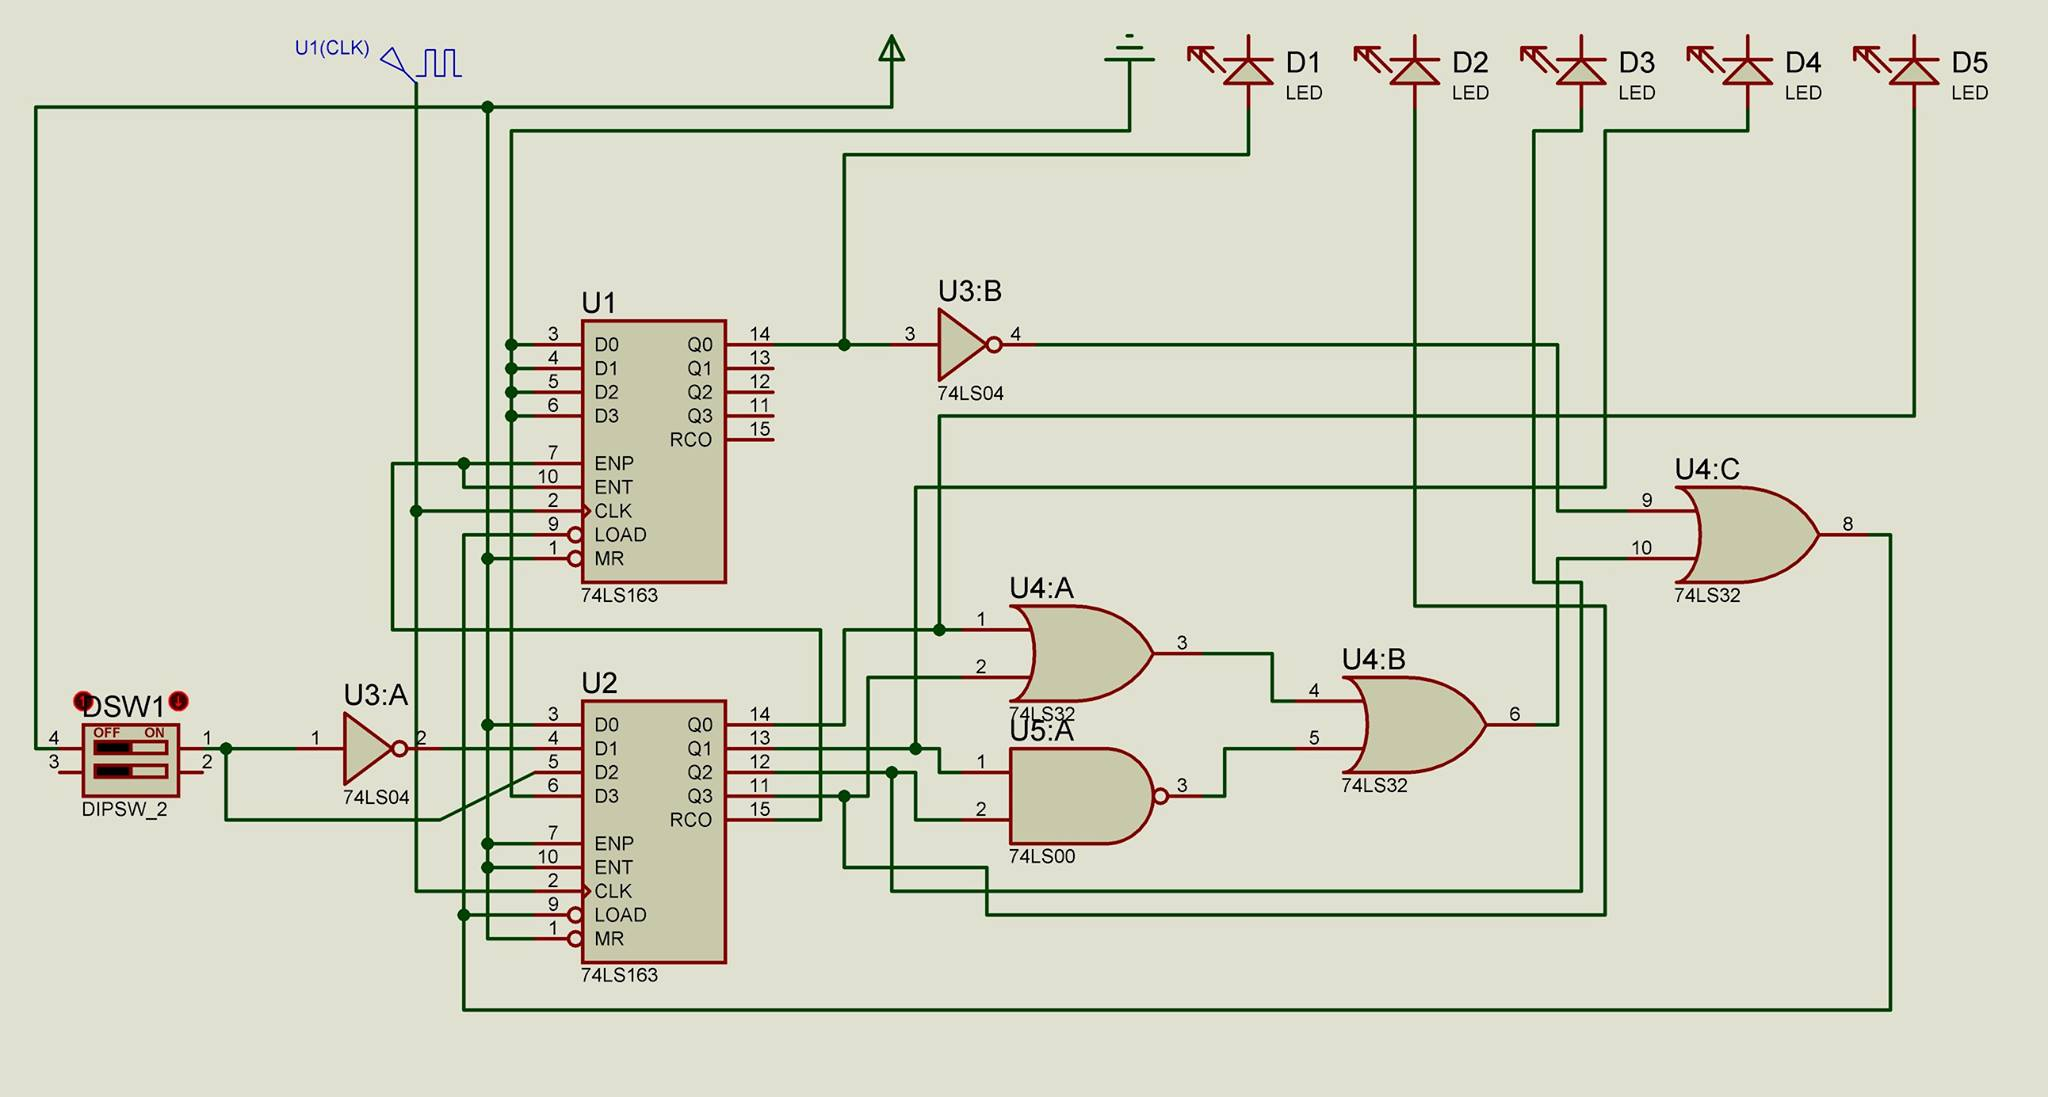 U1(CLK)
D1
LED
D2
LED
D3
LED
D4
LED
D5
LED
U1
3 D0 Q0 14
4 D1 Q1 13
5 D2 Q2 12
6 D3 Q3 11
RCO 15
7 ENP
10 ENT
2 CLK
9 LOAD
1 MR
74LS163
U3:B
3 4
74LS04
U4:C
9
10
8
74LS32
U4:A
1
2
3
74LS32
U4:B
4
5
6
74LS32
U5:A
1
2
3
74LS00
DSW1
OFF ON
4 1
3 2
DIPSW_2
U3:A
1 2
74LS04
U2
3 D0 Q0 14
4 D1 Q1 13
5 D2 Q2 12
6 D3 Q3 11
RCO 15
7 ENP
10 ENT
2 CLK
9 LOAD
1 MR
74LS163